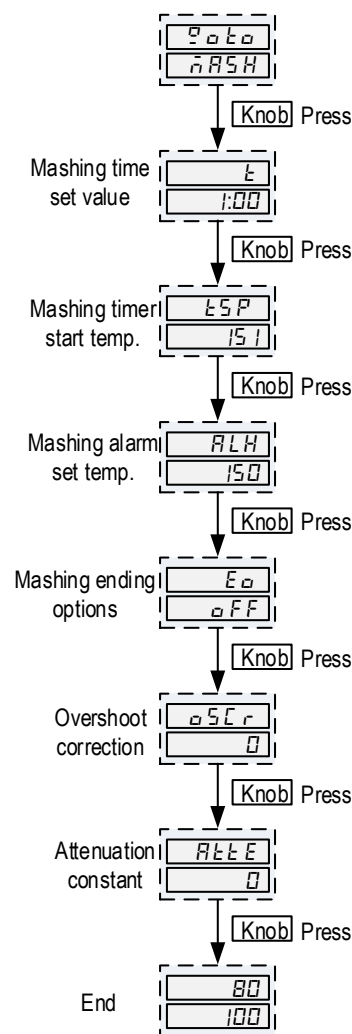 goto
MASH
Knob Press
Mashing time
set value
t
1:00
Knob Press
Mashing timer
start temp.
tSP
151
Knob Press
Mashing alarm
set temp.
ALH
150
Knob Press
Mashing ending
options
Eo
oFF
Knob Press
Overshoot
correction
oSCr
0
Knob Press
Attenuation
constant
AttE
0
Knob Press
End
80
100